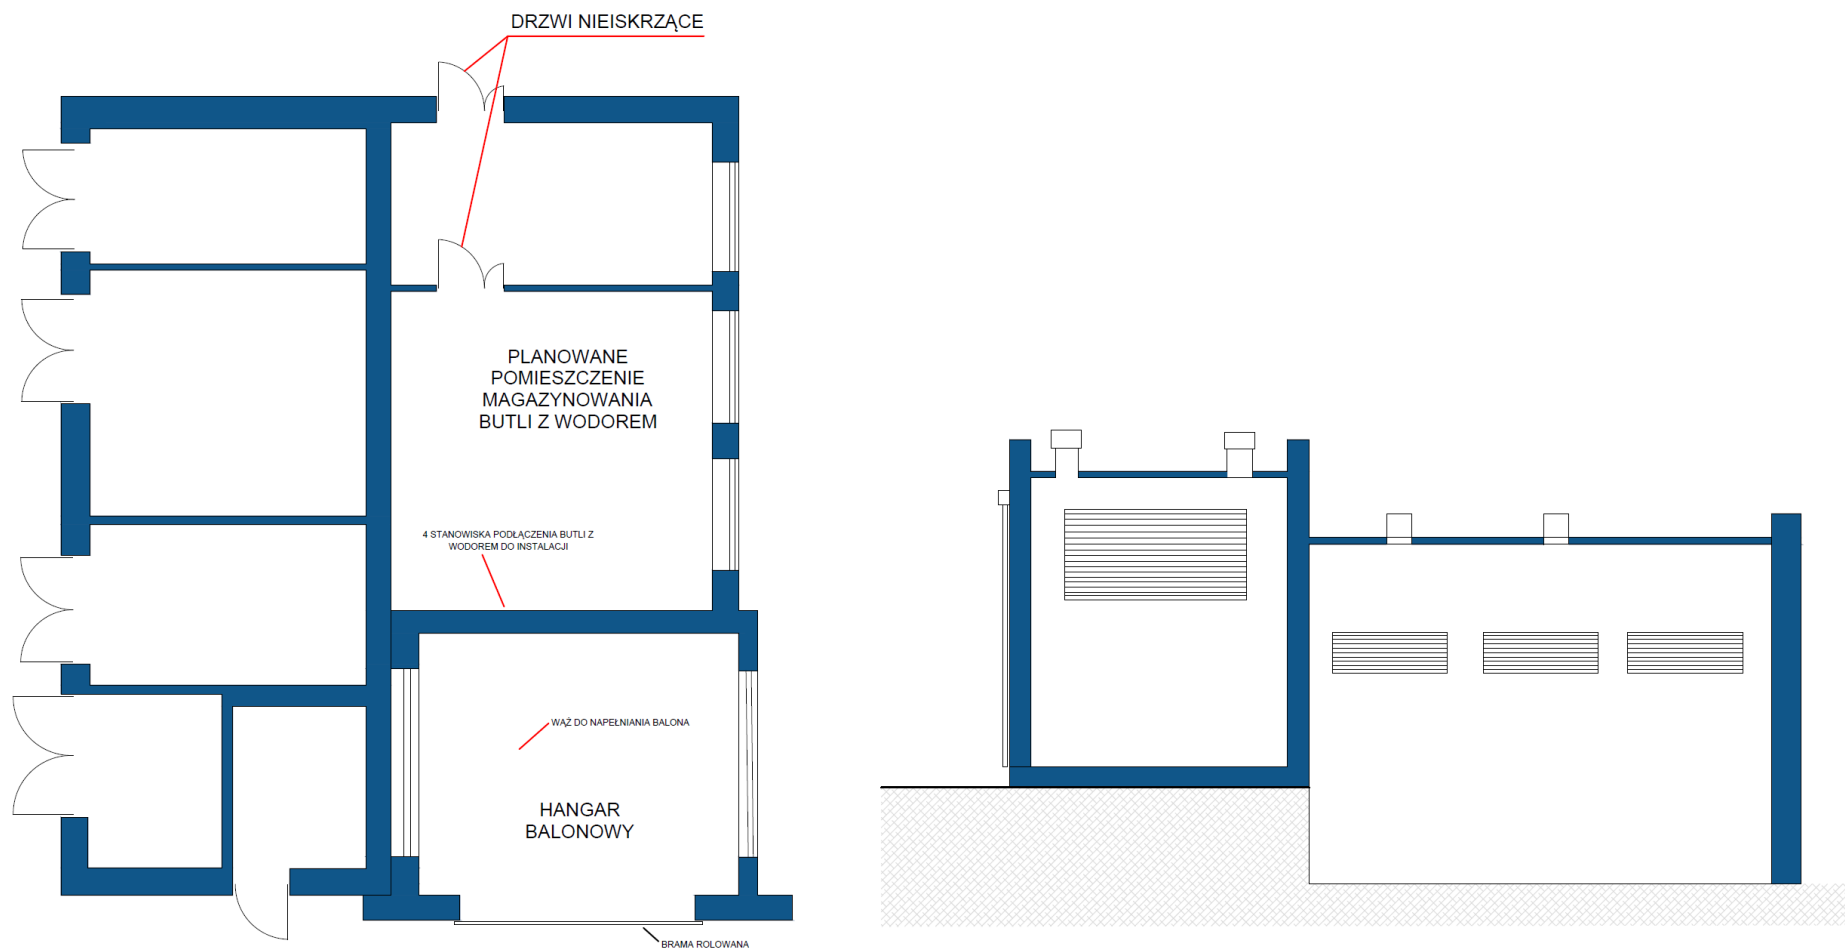 DRZWI NIEISKRZĄCE
PLANOWANE
POMIESZCZENIE
MAGAZYNOWANIA
BUTLI Z WODOREM
4 STANOWISKA PODŁĄCZENIA BUTLI Z
WODOREM DO INSTALACJI
WĄŻ DO NAPEŁNIANIA BALONA
HANGAR
BALONOWY
BRAMA ROLOWANA